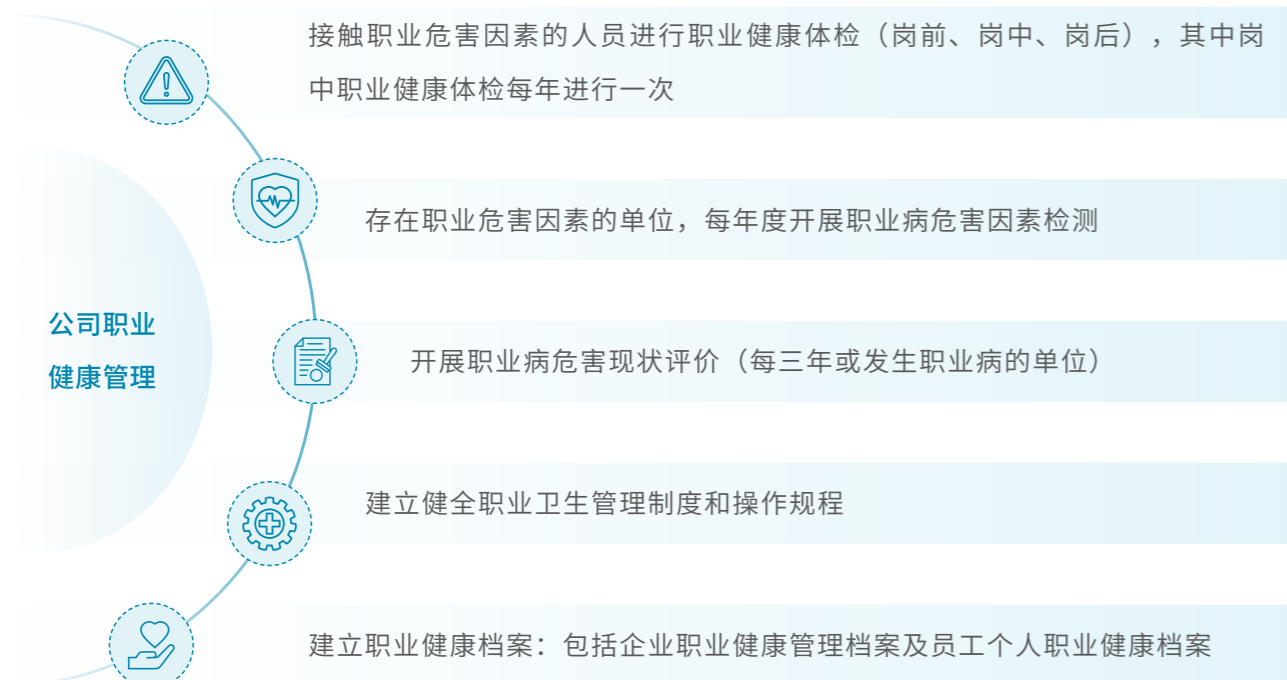 接触职业危害因素的人员进行职业健康体检（岗前、岗中、岗后），其中岗
中职业健康体检每年进行一次
存在职业危害因素的单位，每年度开展职业病危害因素检测
公司职业
健康管理
开展职业病危害现状评价（每三年或发生职业病的单位）
建立健全职业卫生管理制度和操作规程
建立职业健康档案：包括企业职业健康管理档案及员工个人职业健康档案